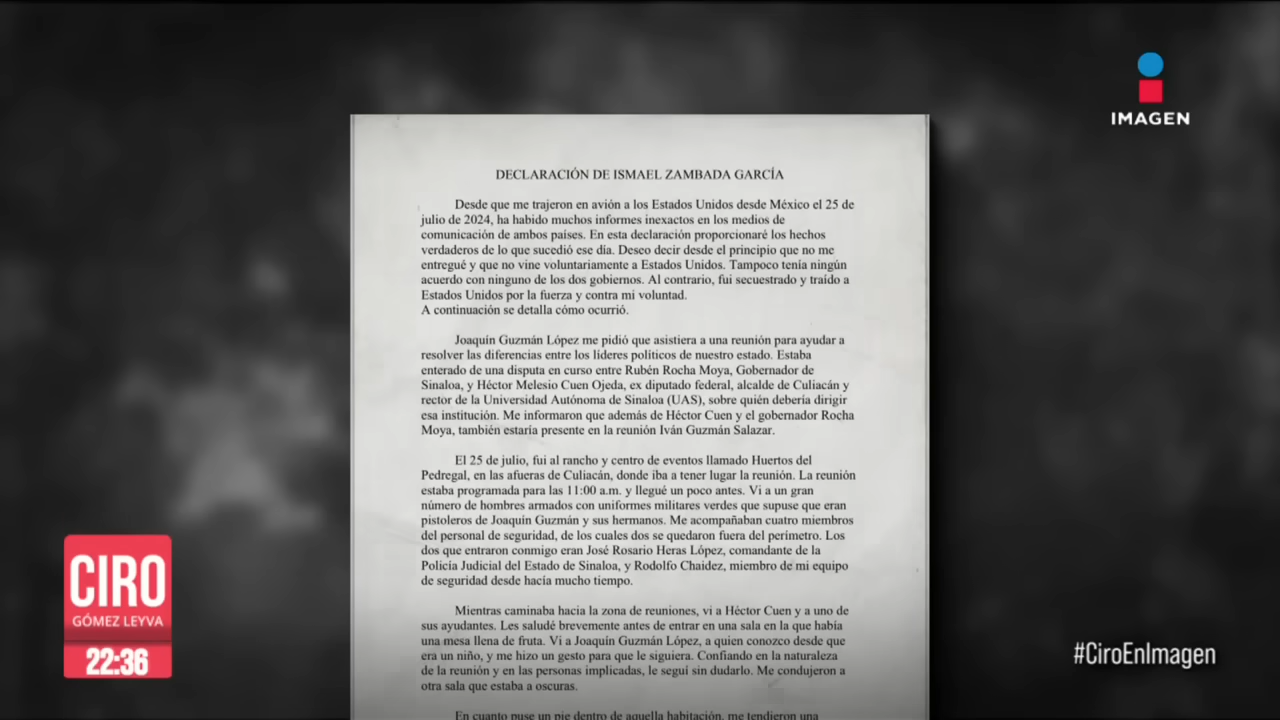 IMAGEN
DECLARACIÓN DE ISMAEL ZAMBADA GARCÍA
Desde que me trajeron en avión a los Estados Unidos desde México el 25 de
julio de 2024, ha habido muchos informes inexactos en los medios de
comunicación de ambos países. En esta declaración proporcionaré los hechos
verdaderos de lo que sucedió ese día. Deseo decir desde el principio que no me
entregué y que no vine voluntariamente a Estados Unidos. Tampoco tenía ningún
acuerdo con ninguno de los dos gobiernos. Al contrario, fui secuestrado y traído a
Estados Unidos por la fuerza y contra mi voluntad.
A continuación se detalla cómo ocurrió.
Joaquín Guzmán López me pidió que asistiera a una reunión para ayudar a
resolver las diferencias entre los líderes políticos de nuestro estado. Estaba
enterado de una disputa en curso entre Rubén Rocha Moya, Gobernador de
Sinaloa, y Héctor Melesio Cuen Ojeda, ex diputado federal, alcalde de Culiacán y
rector de la Universidad Autónoma de Sinaloa (UAS), sobre quién debería dirigir
esa institución. Me informaron que además de Héctor Cuen y el gobernador Rocha
Moya, también estaría presente en la reunión Iván Guzmán Salazar.
El 25 de julio, fui al rancho y centro de eventos llamado Huertos del
Pedregal, en las afueras de Culiacán, donde iba a tener lugar la reunión. La reunión
estaba programada para las 11:00 a.m. y llegué un poco antes. Vi a un gran
número de hombres armados con uniformes militares verdes que supuse que eran
pistoleros de Joaquín Guzmán y sus hermanos. Me acompañaban cuatro miembros
del personal de seguridad, de los cuales dos se quedaron fuera del perímetro. Los
dos que entraron conmigo eran José Rosario Heras López, comandante de la
Policía Judicial del Estado de Sinaloa, y Rodolfo Chaidez, miembro de mi equipo
de seguridad desde hacía mucho tiempo.
Mientras caminaba hacia la zona de reuniones, vi a Héctor Cuen y a uno de
sus ayudantes. Les saludé brevemente antes de entrar en una sala en la que había
una mesa llena de fruta. Vi a Joaquín Guzmán López, a quien conozco desde que
era un niño, y me hizo un gesto para que le siguiera. Confiando en la naturaleza
de la reunión y en las personas implicadas, le seguí sin dudarlo. Me condujeron a
otra sala que estaba a oscuras.
En cuanto puse un pie dentro de aquella habitación, me tendieron una
CIRO
GÓMEZ LEYVA
22:36
#CiroEnImagen